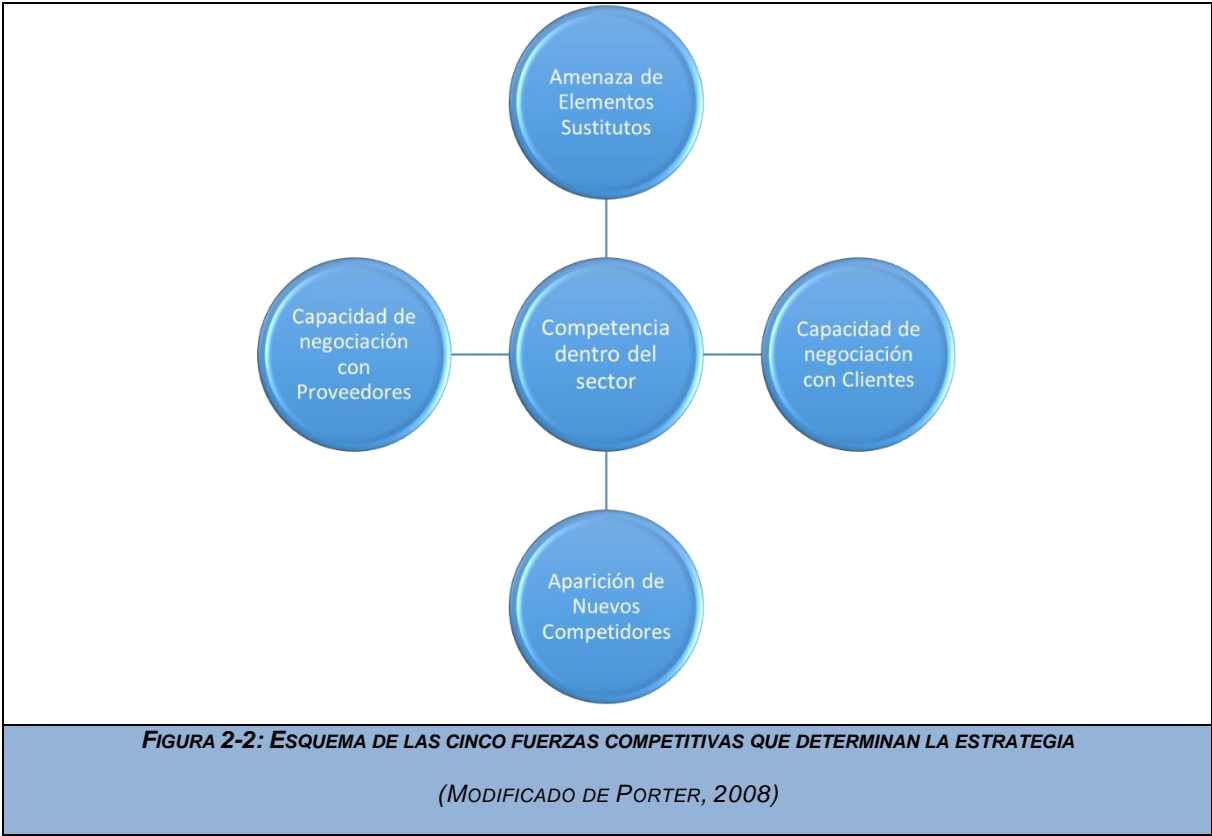 Amenaza de
Elementos
Sustitutos
Capacidad de
negociación
con
Proveedores
Competencia
dentro del
sector
Capacidad de
negociación
con Clientes
Aparición de
Nuevos
Competidores
FIGURA 2-2: ESQUEMA DE LAS CINCO FUERZAS COMPETITIVAS QUE DETERMINAN LA ESTRATEGIA
(MODIFICADO DE PORTER, 2008)